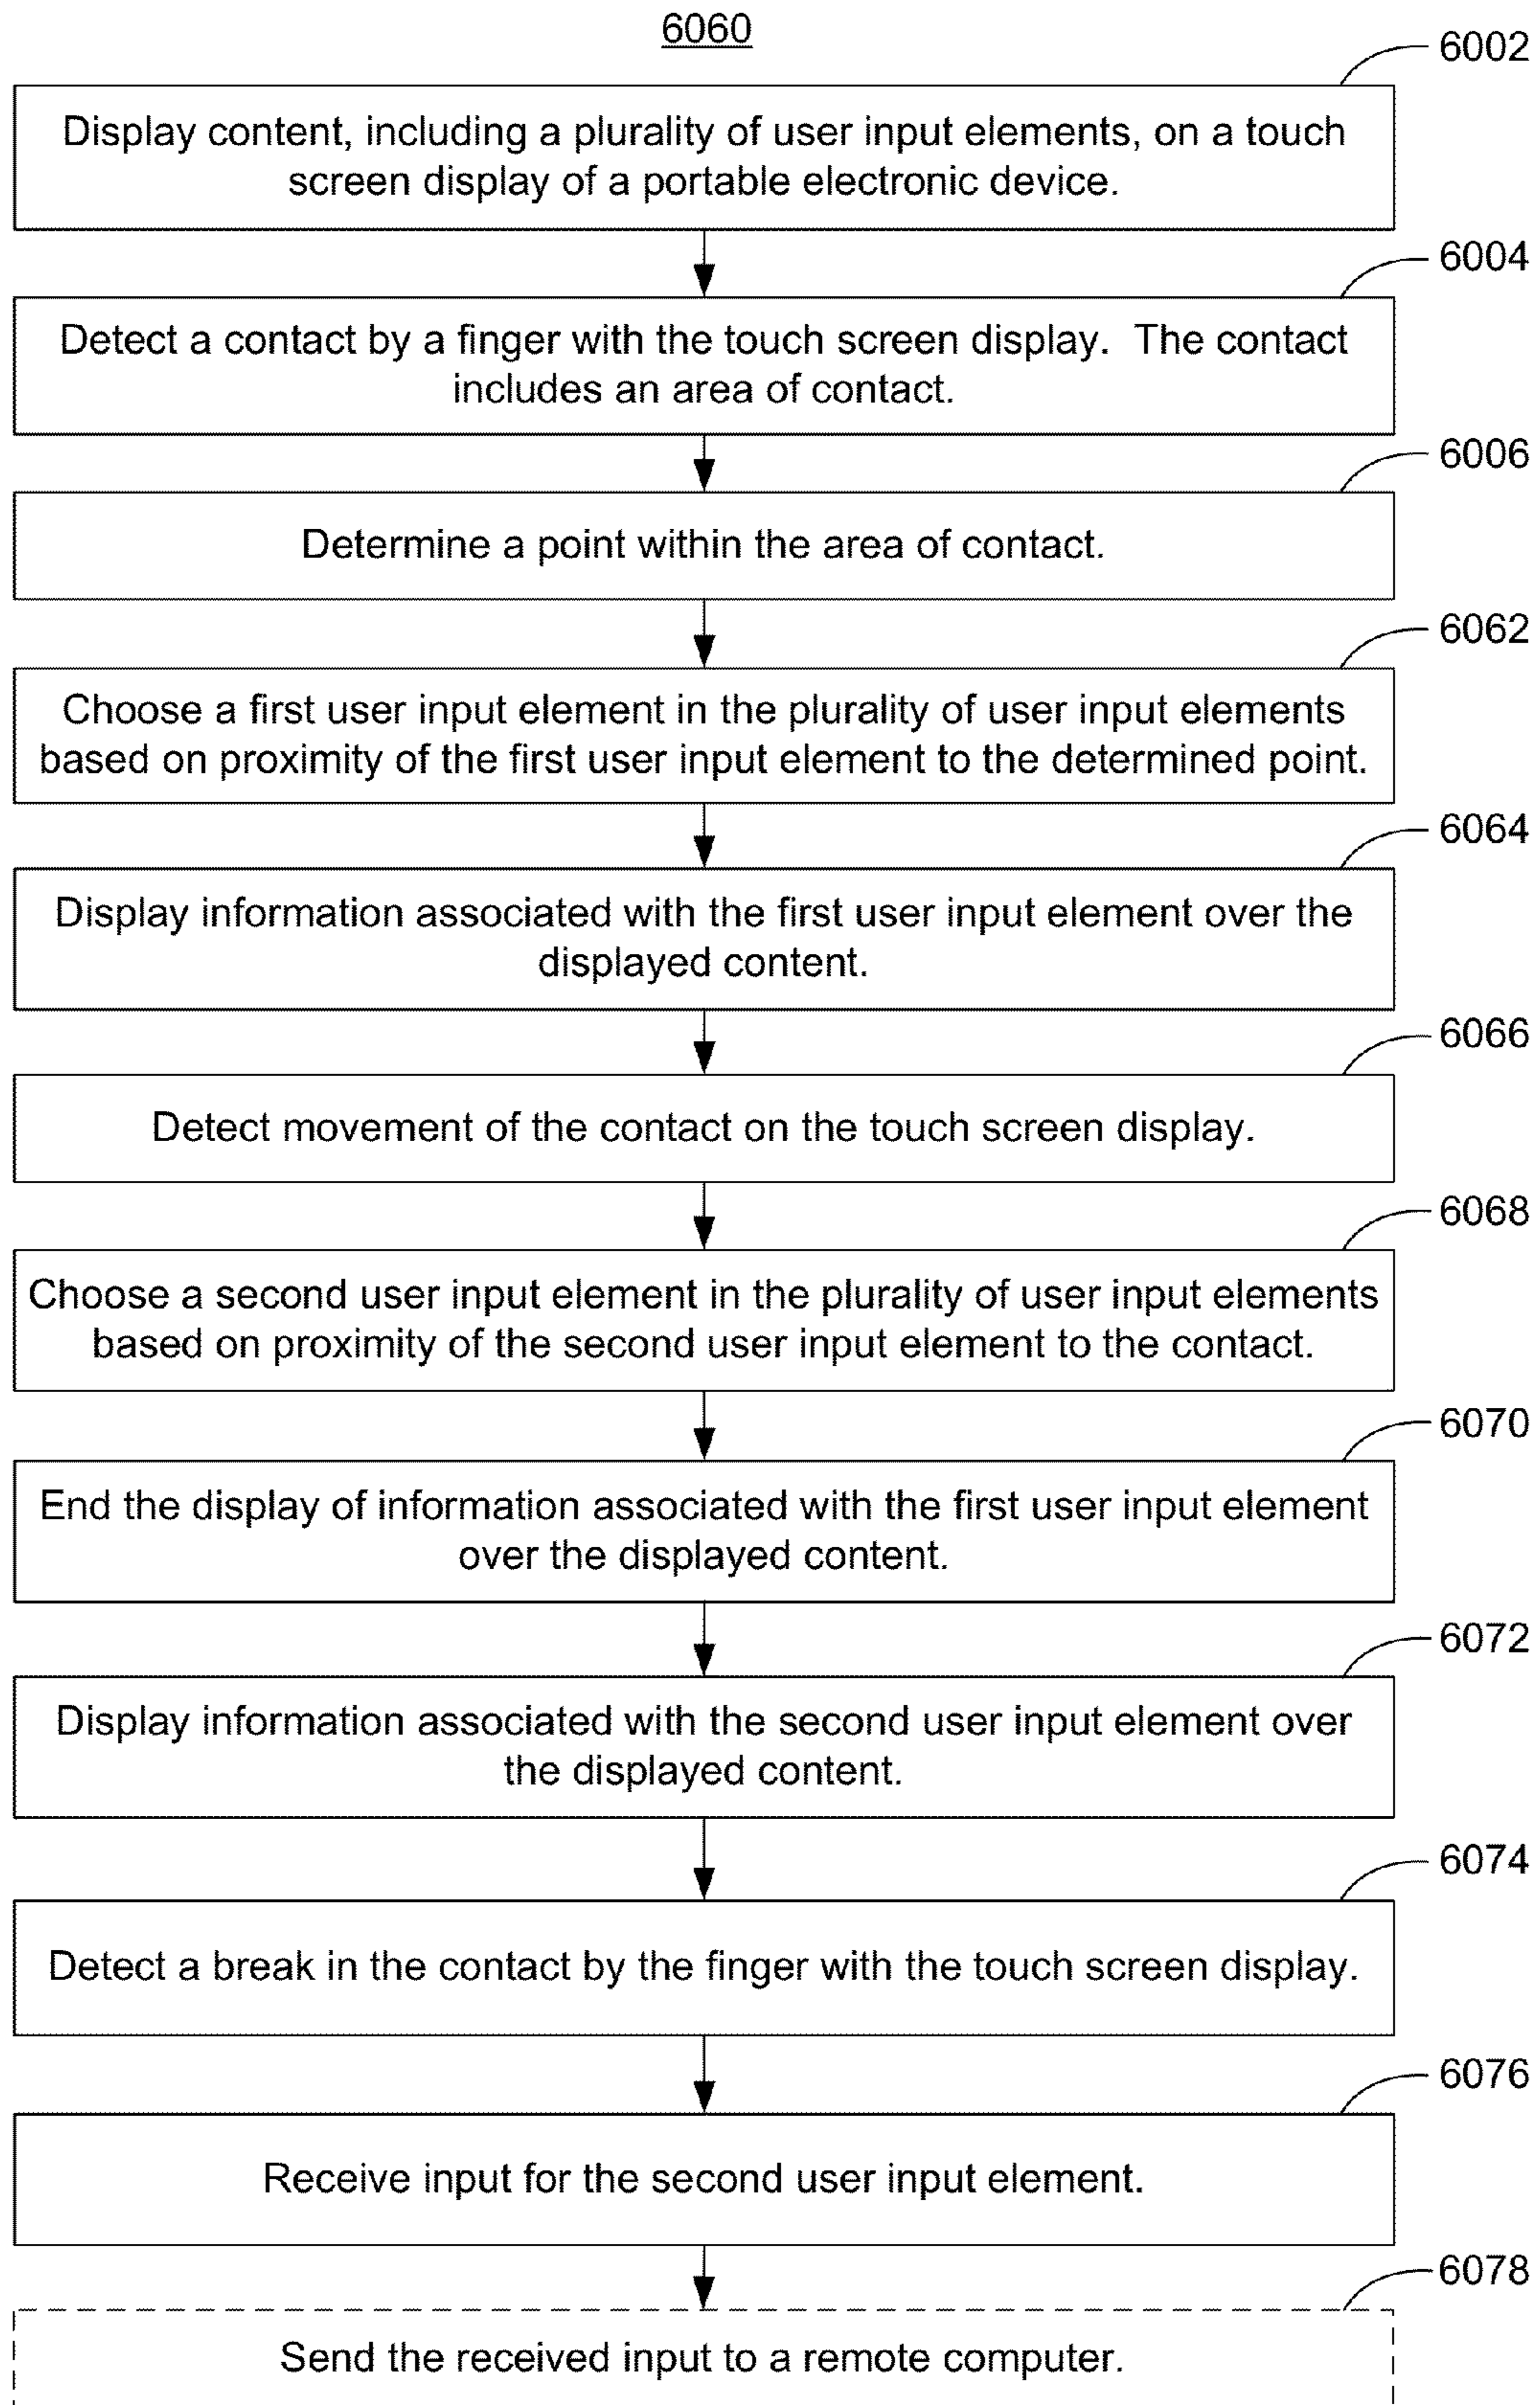 6060
6002
Display content, including a plurality of user input elements, on a touch
screen display of a portable electronic device.
6004
Detect a contact by a finger with the touch screen display.  The contact
includes an area of contact.
6006
Determine a point within the area of contact.
6062
Choose a first user input element in the plurality of user input elements
based on proximity of the first user input element to the determined point.
6064
Display information associated with the first user input element over the
displayed content.
6066
Detect movement of the contact on the touch screen display.
6068
Choose a second user input element in the plurality of user input elements
based on proximity of the second user input element to the contact.
6070
End the display of information associated with the first user input element
over the displayed content.
6072
Display information associated with the second user input element over
the displayed content.
6074
Detect a break in the contact by the finger with the touch screen display.
6076
Receive input for the second user input element.
6078
Send the received input to a remote computer.